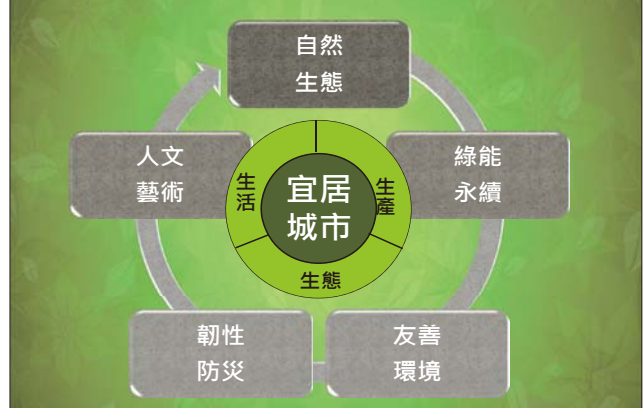 自然
生態
人文
藝術
綠能
永續
生活
宜居
城市
生產
生態
韌性
防災
友善
環境